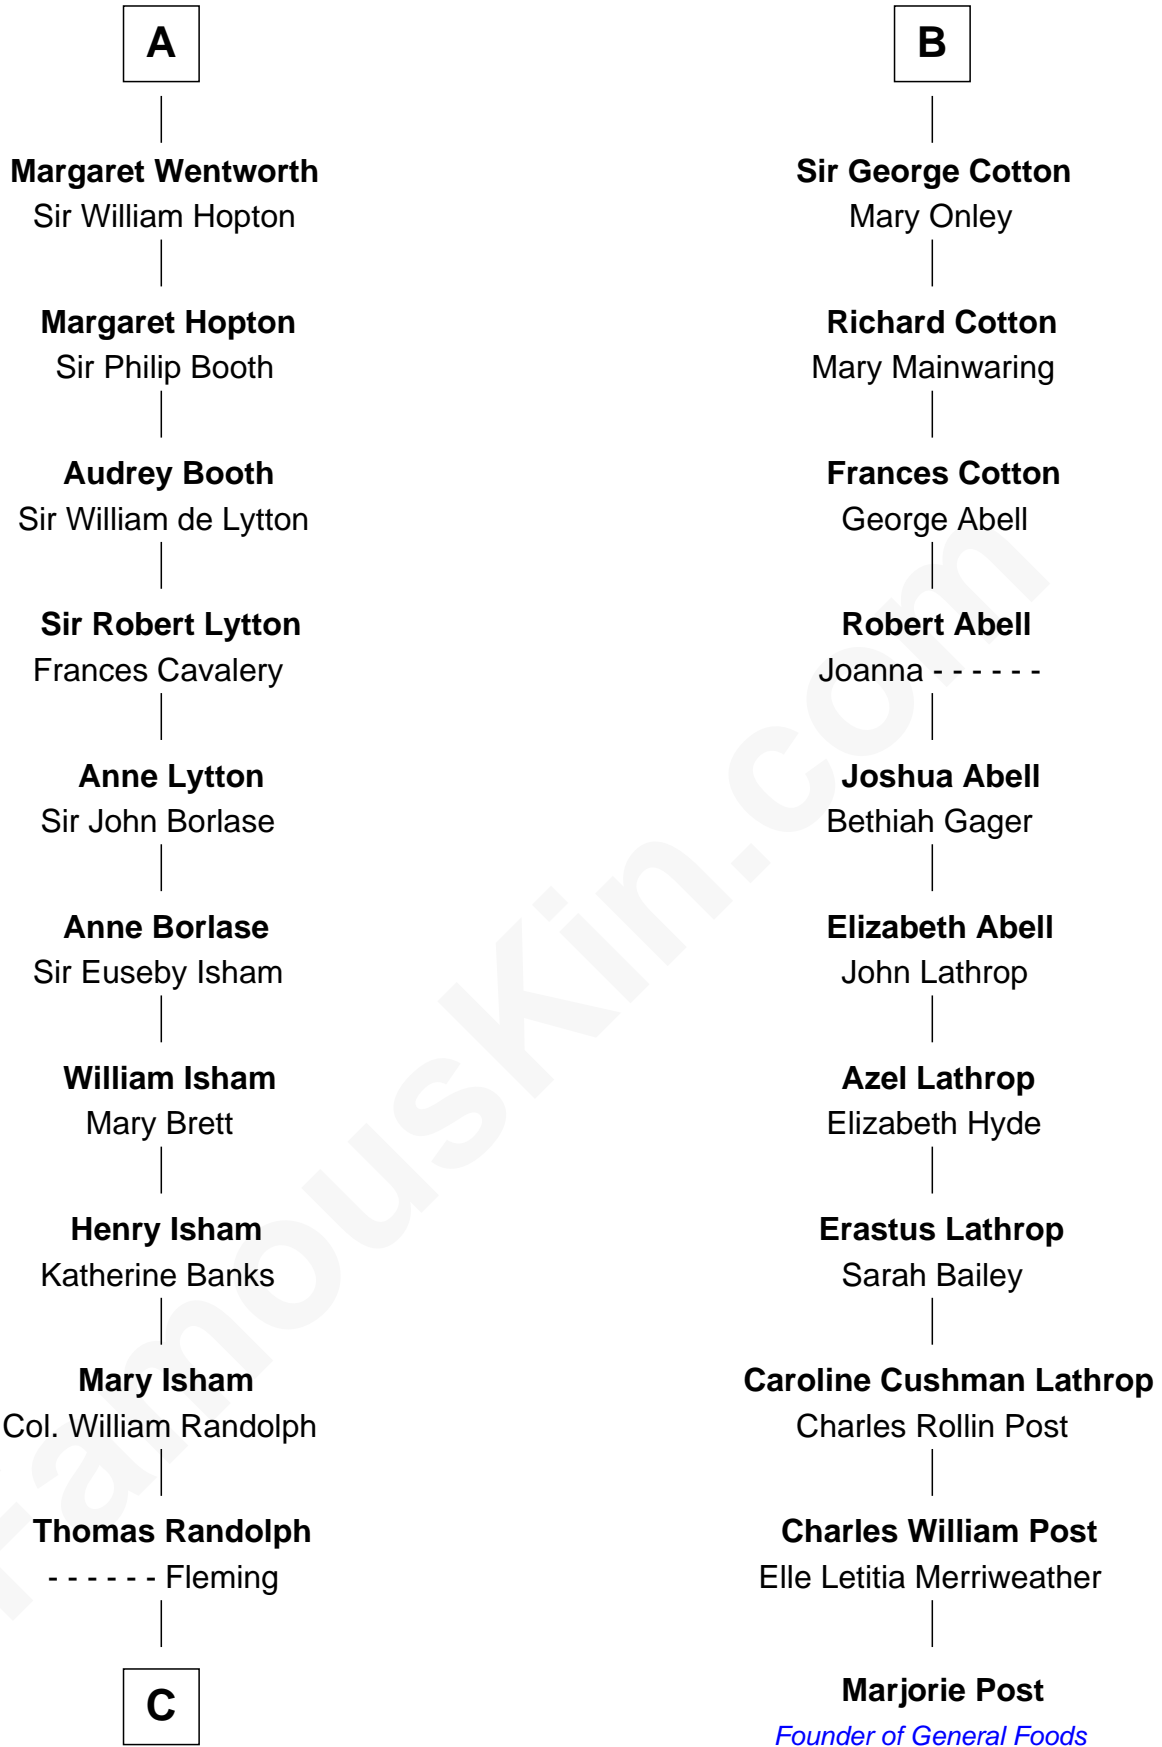 A
Margaret Wentworth
Sir William Hopton
Margaret Hopton
Sir Philip Booth
Audrey Booth
Sir William de Lytton
Sir Robert Lytton
Frances Cavalery
Anne Lytton
Sir John Borlase
Anne Borlase
Sir Euseby Isham
William Isham
Mary Brett
Henry Isham
Katherine Banks
Mary Isham
Col. William Randolph
Thomas Randolph
- - - - - - Fleming
C
B
Sir George Cotton
Mary Onley
Richard Cotton
Mary Mainwaring
Frances Cotton
George Abell
Robert Abell
Joanna - - - - - -
Joshua Abell
Bethiah Gager
Elizabeth Abell
John Lathrop
Azel Lathrop
Elizabeth Hyde
Erastus Lathrop
Sarah Bailey
Caroline Cushman Lathrop
Charles Rollin Post
Charles William Post
Elle Letitia Merriweather
Marjorie Post
Founder of General Foods
FamousKin.com